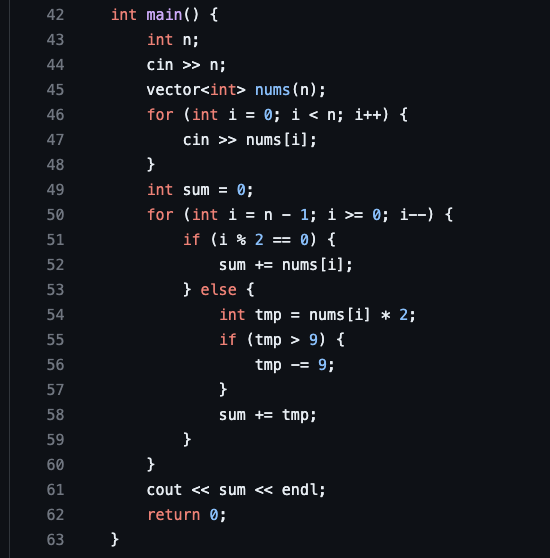 42 int main() {
43     int n;
44     cin >> n;
45     vector<int> nums(n);
46     for (int i = 0; i < n; i++) {
47         cin >> nums[i];
48     }
49     int sum = 0;
50     for (int i = n - 1; i >= 0; i--) {
51         if (i % 2 == 0) {
52             sum += nums[i];
53         } else {
54             int tmp = nums[i] * 2;
55             if (tmp > 9) {
56                 tmp -= 9;
57             }
58             sum += tmp;
59         }
60     }
61     cout << sum << endl;
62     return 0;
63 }